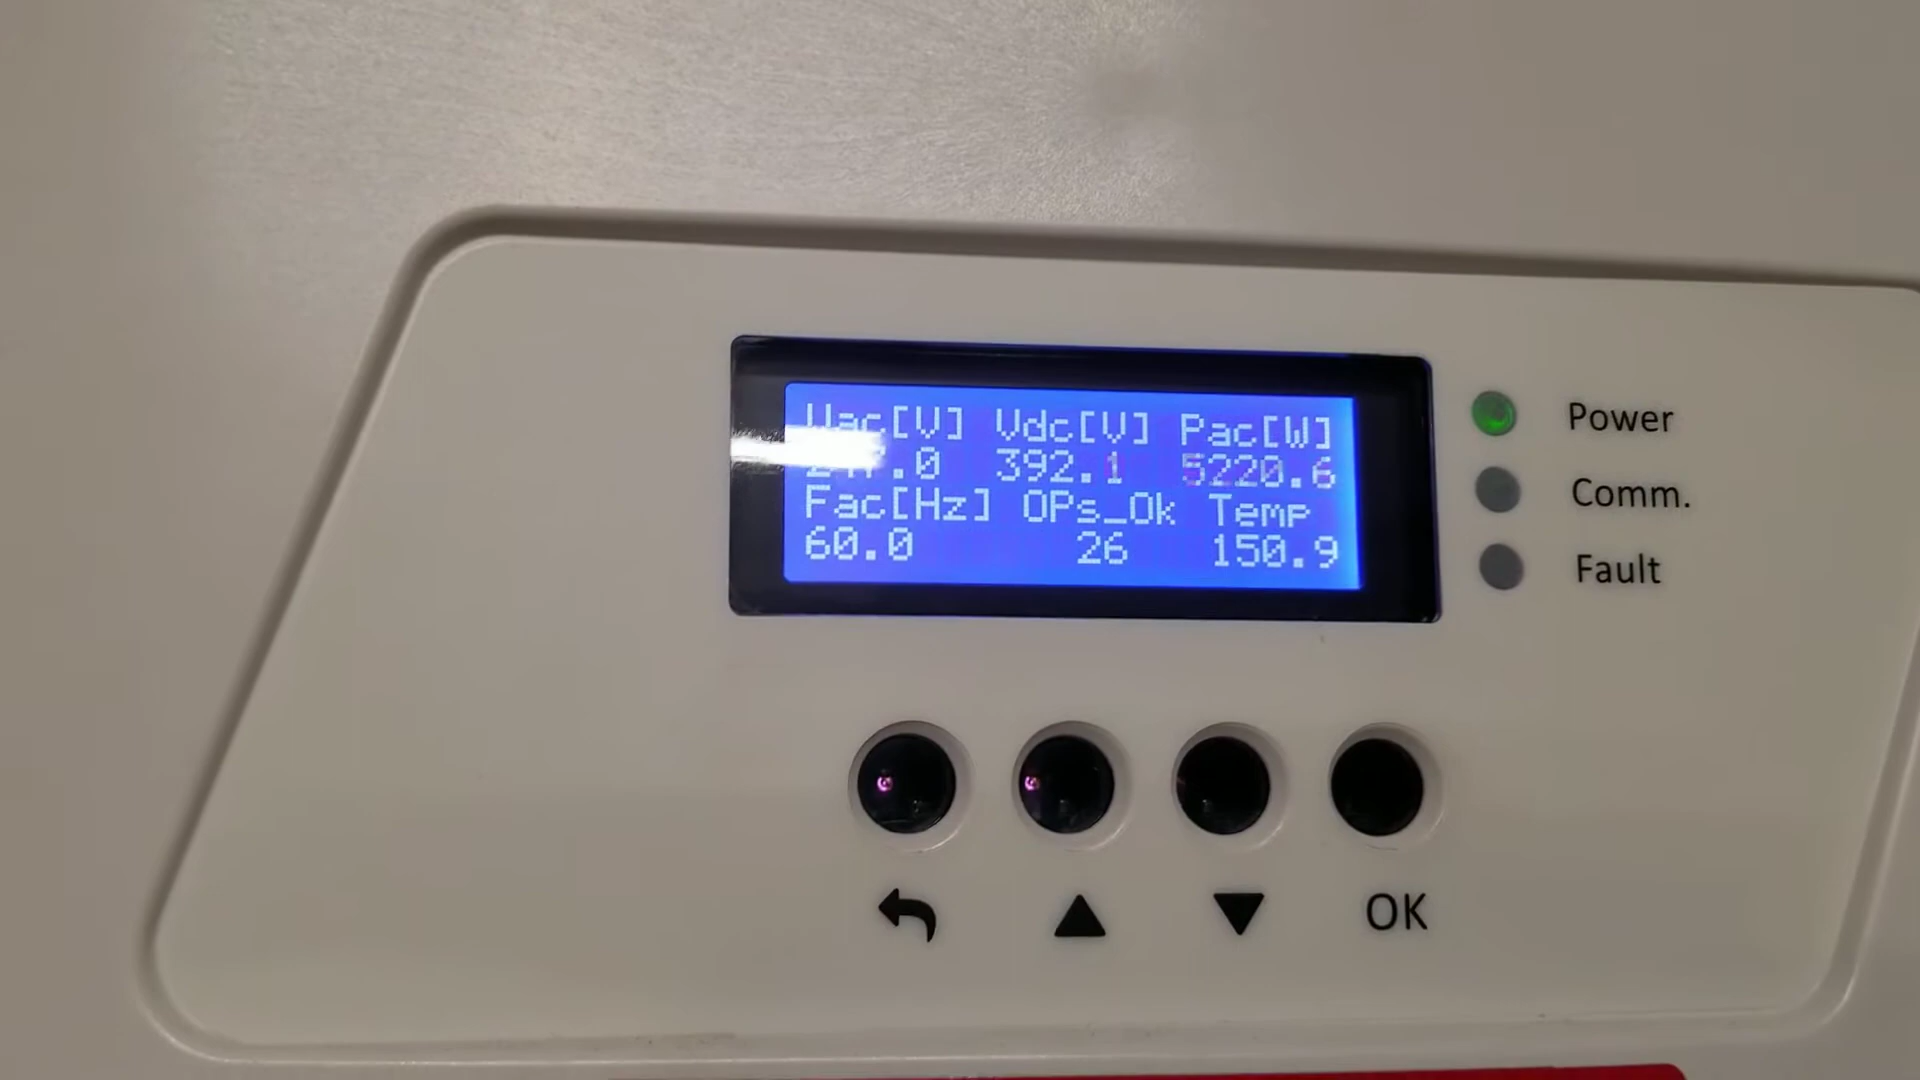 Vac[V] Vdc[V] Pac[W]
392.1 5220.6
Fac[Hz] OPs_Ok Temp
60.0 26 150.9
Power
Comm.
Fault
OK